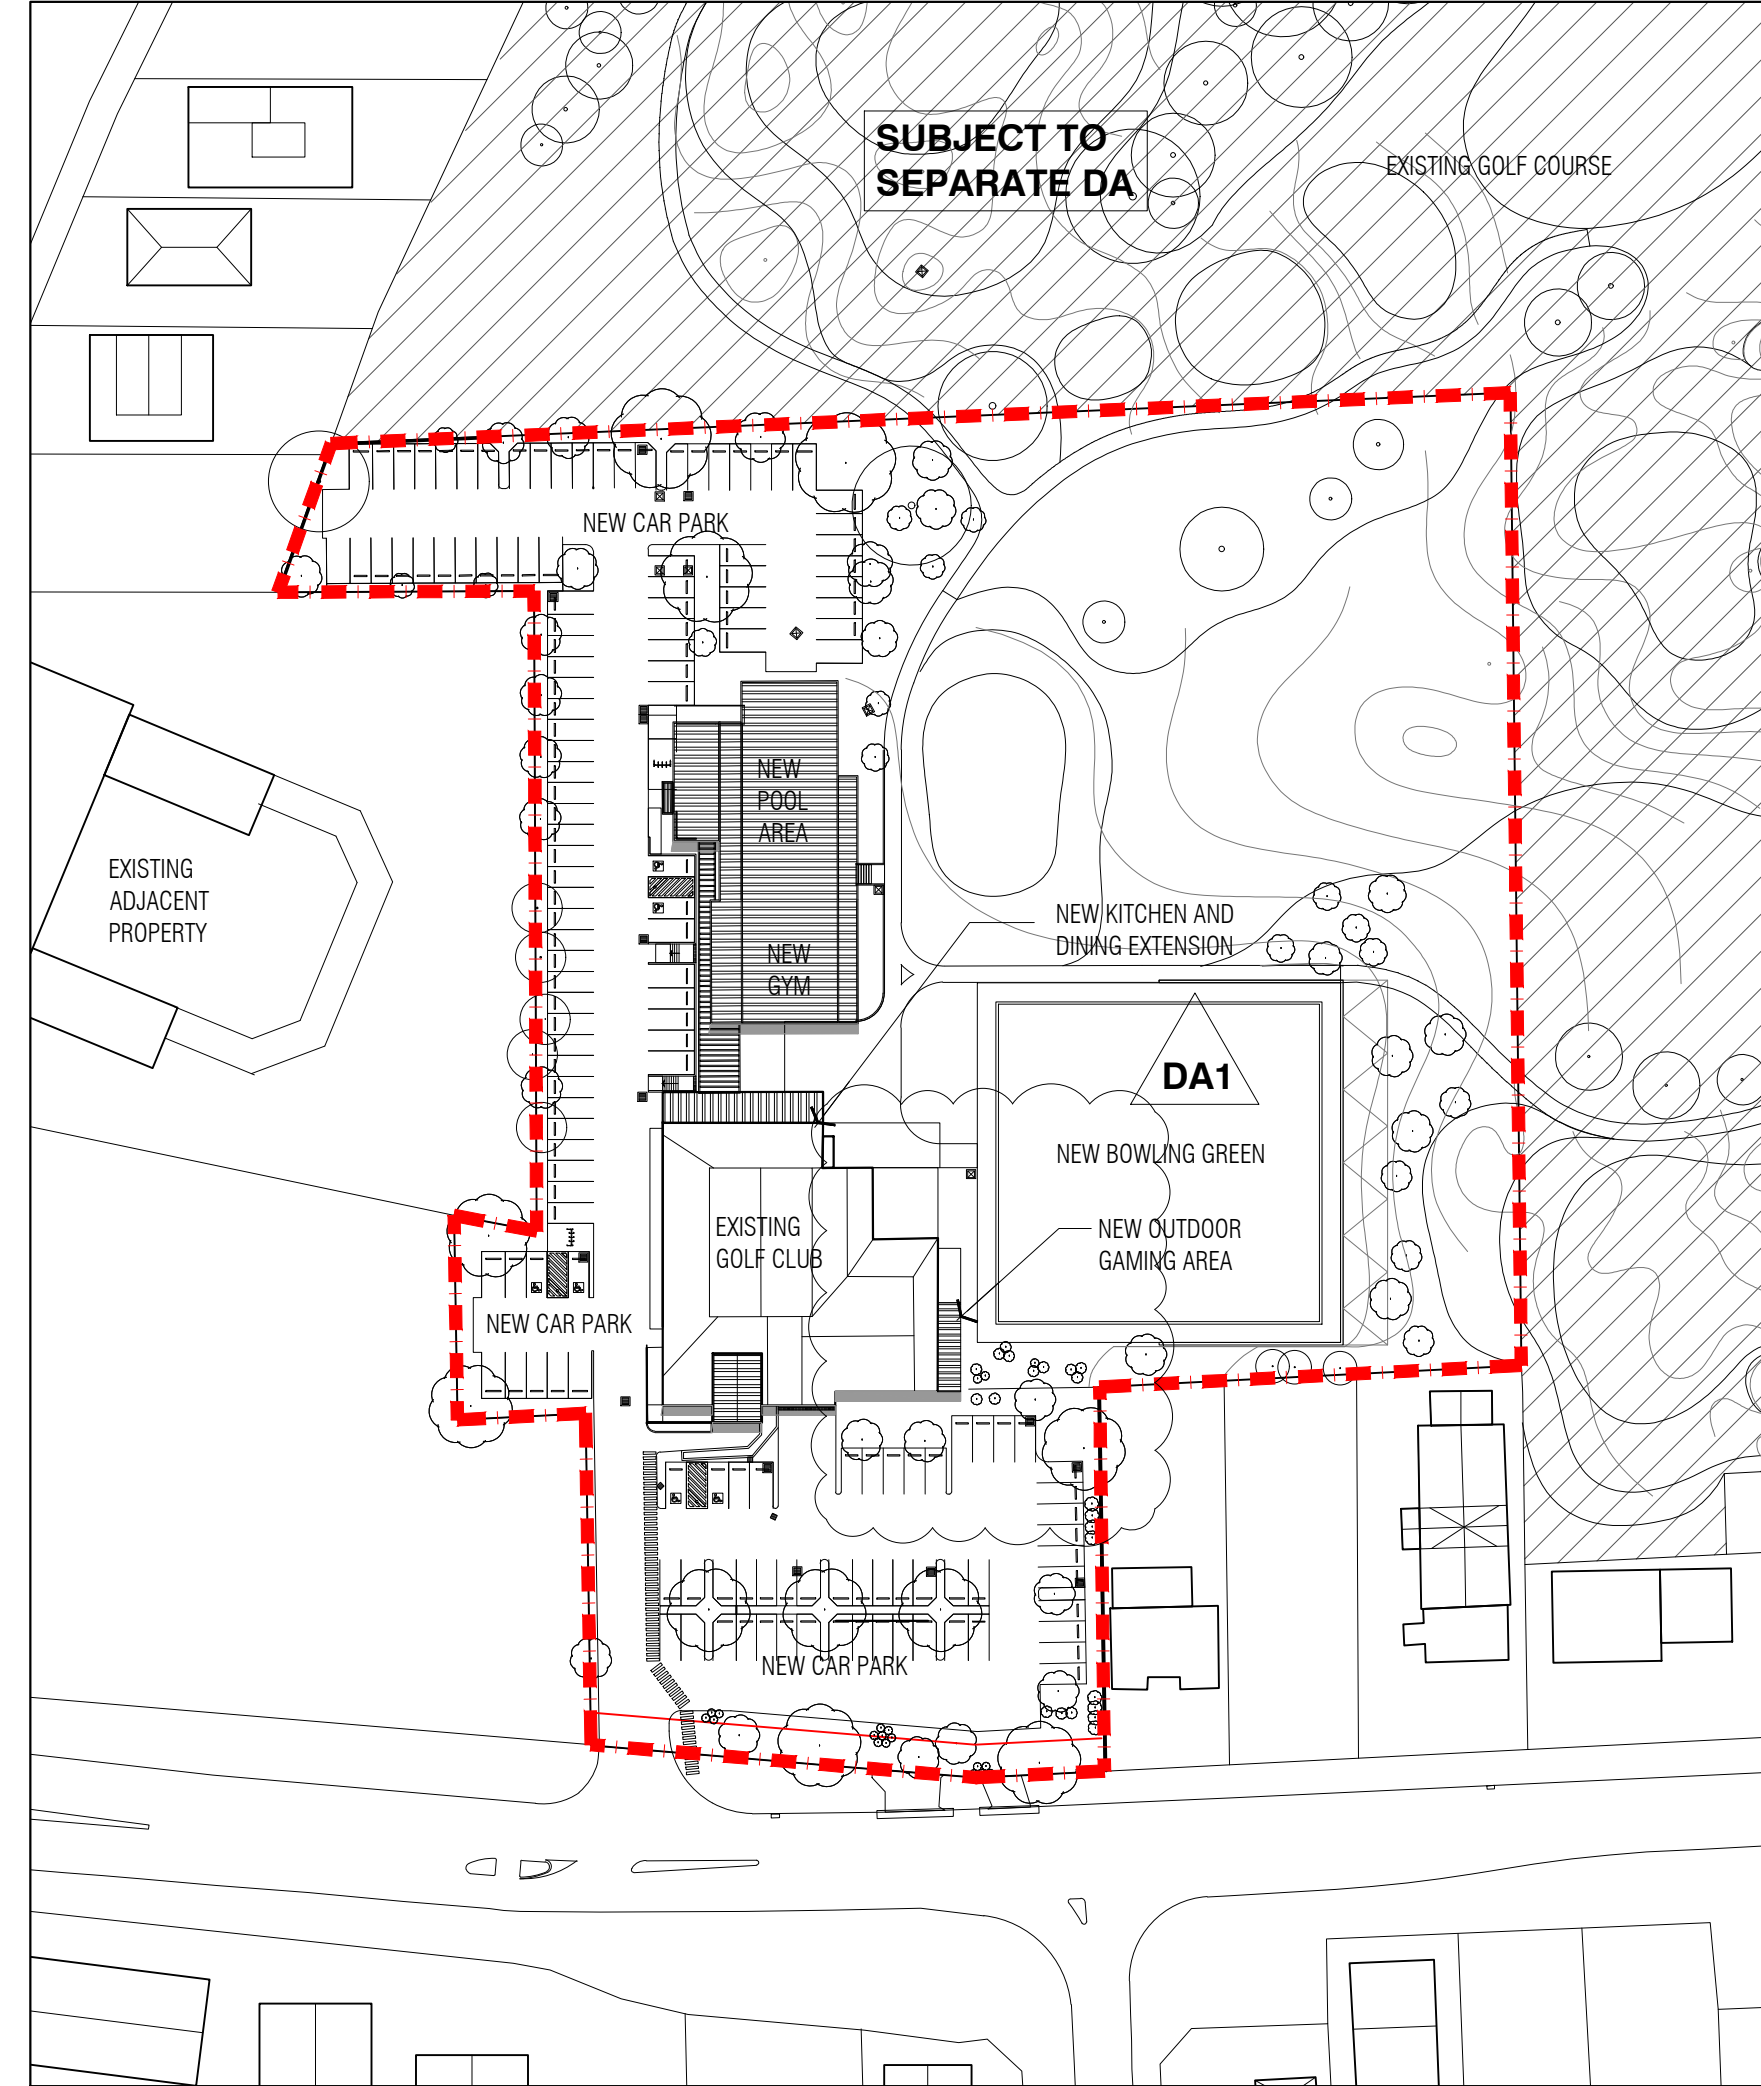 SUBJECT TO
SEPARATE DA
EXISTING GOLF COURSE
NEW CAR PARK
NEW
POOL
AREA
EXISTING
ADJACENT
PROPERTY
NEW KITCHEN AND
DINING EXTENSION
NEW
GYM
DA1
NEW BOWLING GREEN
EXISTING
GOLF CLUB
NEW OUTDOOR
GAMING AREA
NEW CAR PARK
NEW CAR PARK